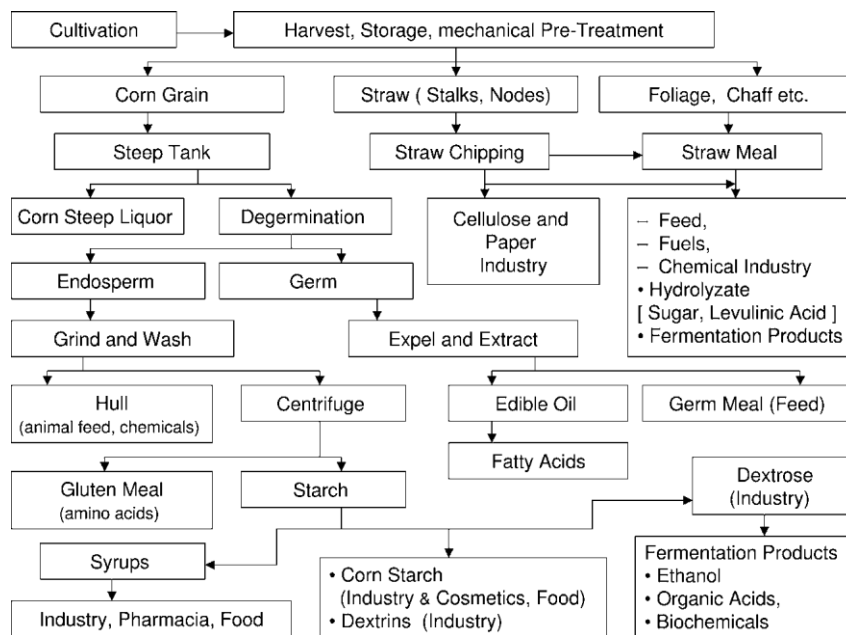 Cultivation
Harvest, Storage, mechanical Pre-Treatment
Corn Grain
Straw ( Stalks, Nodes)
Foliage, Chaff etc.
Steep Tank
Straw Chipping
Straw Meal
Corn Steep Liquor
Degermination
Cellulose and
Paper
Industry
– Feed,
– Fuels,
– Chemical Industry
• Hydrolyzate
[ Sugar, Levulinic Acid ]
• Fermentation Products
Endosperm
Germ
Grind and Wash
Expel and Extract
Hull
(animal feed, chemicals)
Centrifuge
Edible Oil
Germ Meal (Feed)
Fatty Acids
Gluten Meal
(amino acids)
Starch
Dextrose
(Industry)
Syrups
Industry, Pharmacia, Food
• Corn Starch
(Industry & Cosmetics, Food)
• Dextrins (Industry)
Fermentation Products
• Ethanol
• Organic Acids,
• Biochemicals